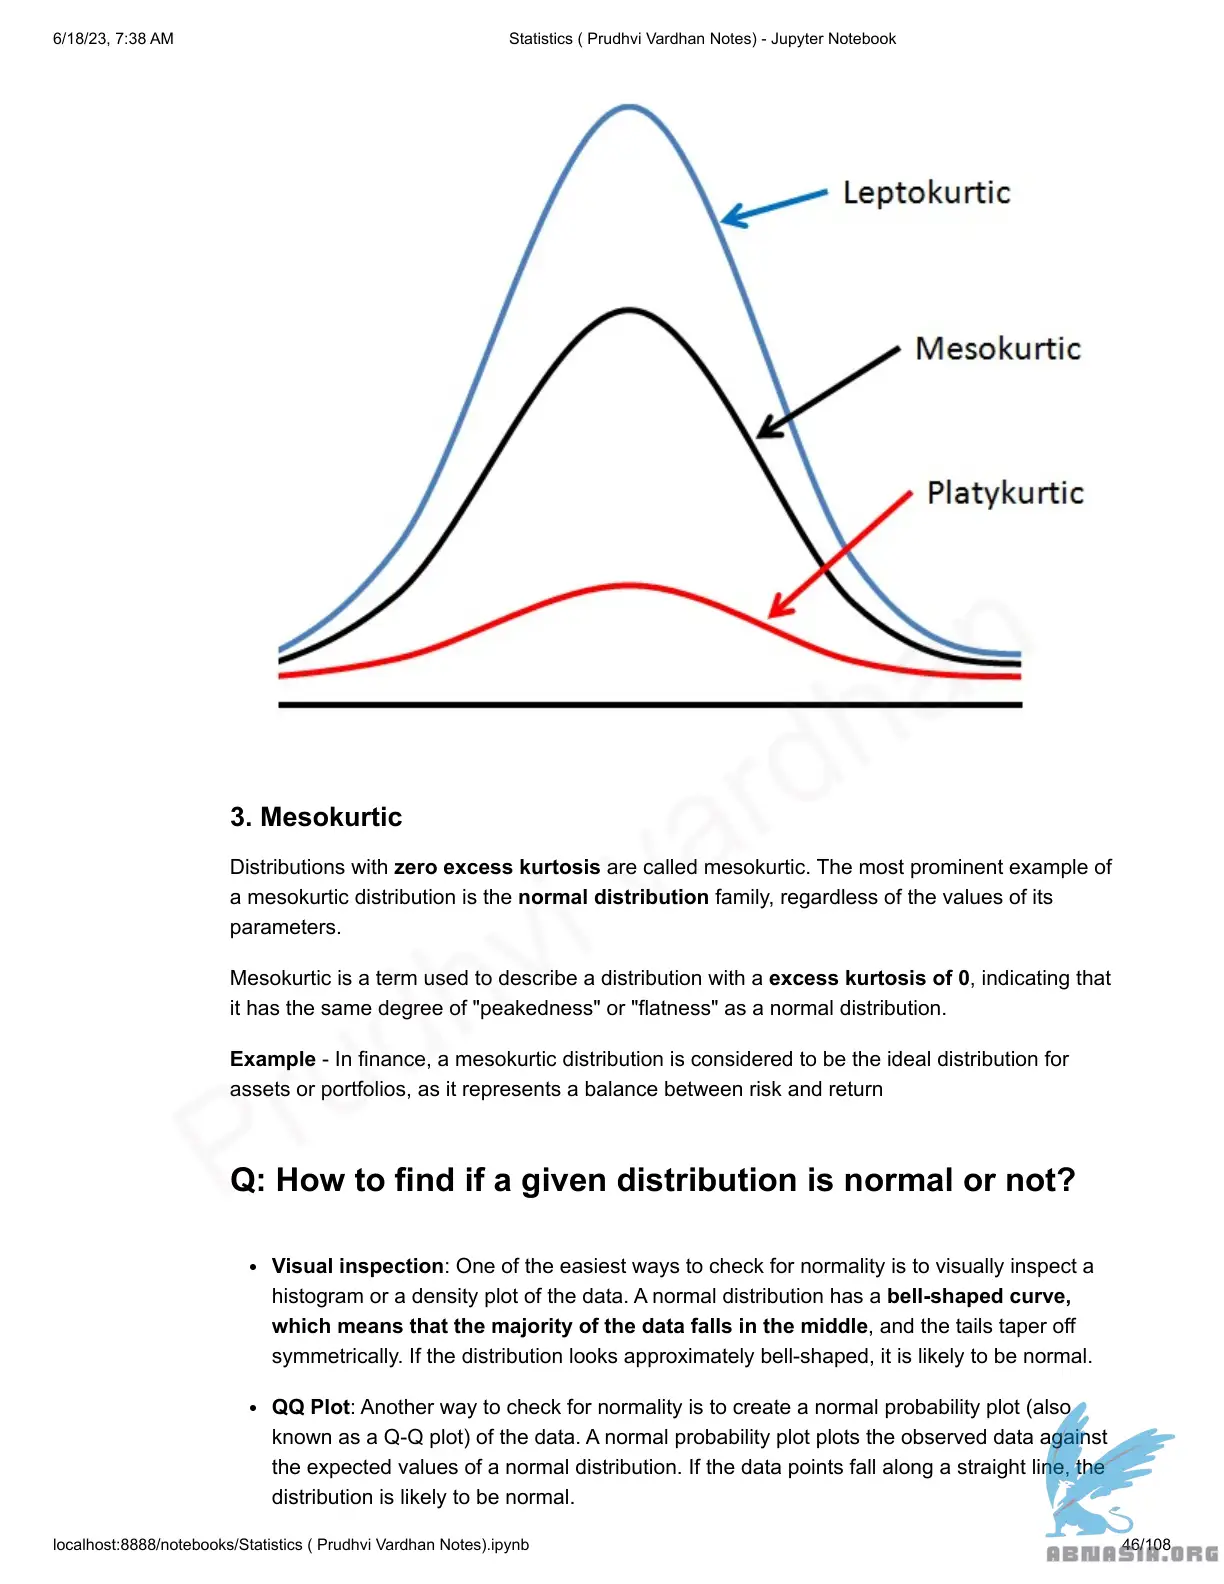 6/18/23, 7:38 AM
Statistics ( Prudhvi Vardhan Notes) - Jupyter Notebook
Leptokurtic
Mesokurtic
Platykurtic
3. Mesokurtic
Distributions with zero excess kurtosis are called mesokurtic. The most prominent example of
a mesokurtic distribution is the normal distribution family, regardless of the values of its
parameters.
Mesokurtic is a term used to describe a distribution with a excess kurtosis of 0, indicating that
it has the same degree of "peakedness" or "flatness" as a normal distribution.
Example - In finance, a mesokurtic distribution is considered to be the ideal distribution for
assets or portfolios, as it represents a balance between risk and return
Q: How to find if a given distribution is normal or not?
• Visual inspection: One of the easiest ways to check for normality is to visually inspect a
histogram or a density plot of the data. A normal distribution has a bell-shaped curve,
which means that the majority of the data falls in the middle, and the tails taper off
symmetrically. If the distribution looks approximately bell-shaped, it is likely to be normal.
• QQ Plot: Another way to check for normality is to create a normal probability plot (also
known as a Q-Q plot) of the data. A normal probability plot plots the observed data against
the expected values of a normal distribution. If the data points fall along a straight line, the
distribution is likely to be normal.
Prudhvi Vardhan
localhost:8888/notebooks/Statistics ( Prudhvi Vardhan Notes).ipynb
46/108
ABNASIA.ORG